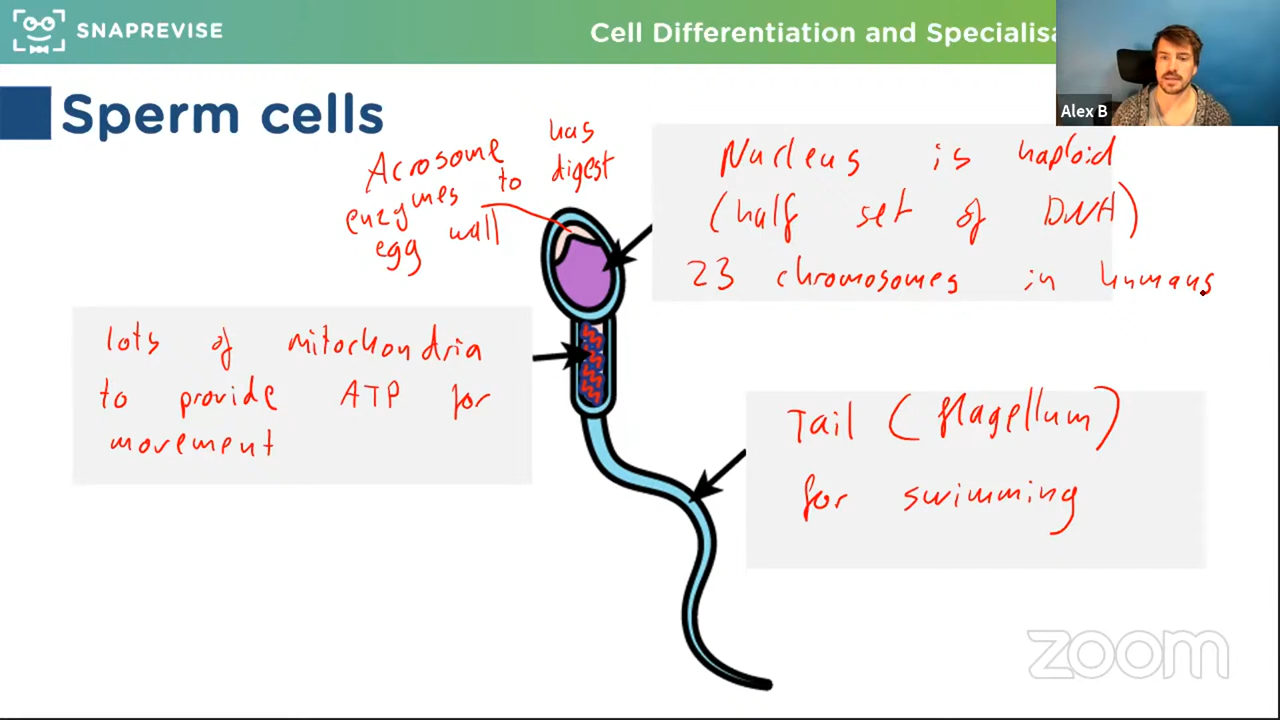 SNAPREVISE
Cell Differentiation and Specialisa
Alex B
Sperm cells
Acrosome has
enzymes to digest
egg wall
Nucleus is haploid
(half set of DNA)
23 chromosomes in humans
lots of mitochondria
to provide ATP for
movement
Tail (flagellum)
for swimming
zoom